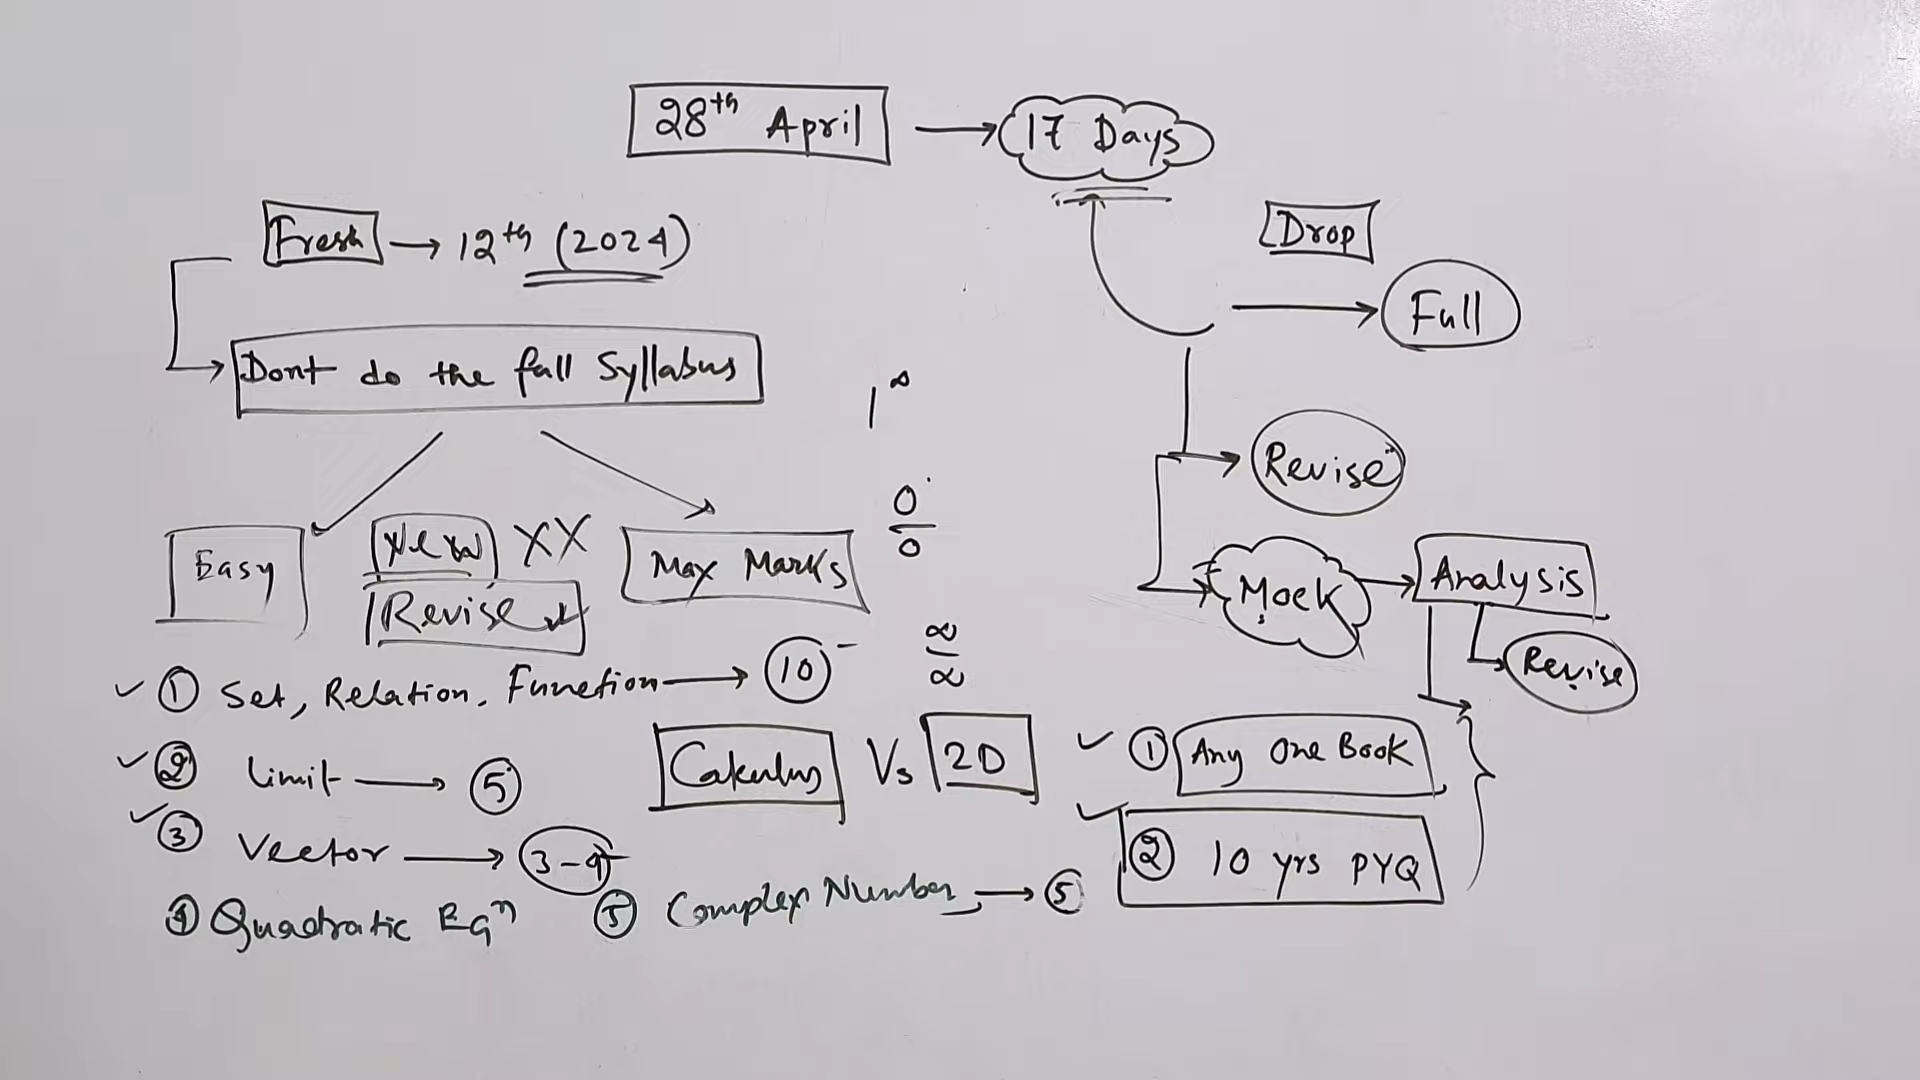 28th April → 17 Days
Fresh → 12th (2024)
Drop
Full
Dont do the full Syllabus
1^∞
Revise
0/0
Easy
New XX
Revise
Max Marks
Mock → Analysis
Revise
∞/∞
① Set, Relation, Function → 10
② Limit → 5
Calculus Vs 2D
① Any One Book
③ Vector → 3-4
② 10 yrs PYQ
④ Quadratic Eqn
⑤ Complex Number → 5